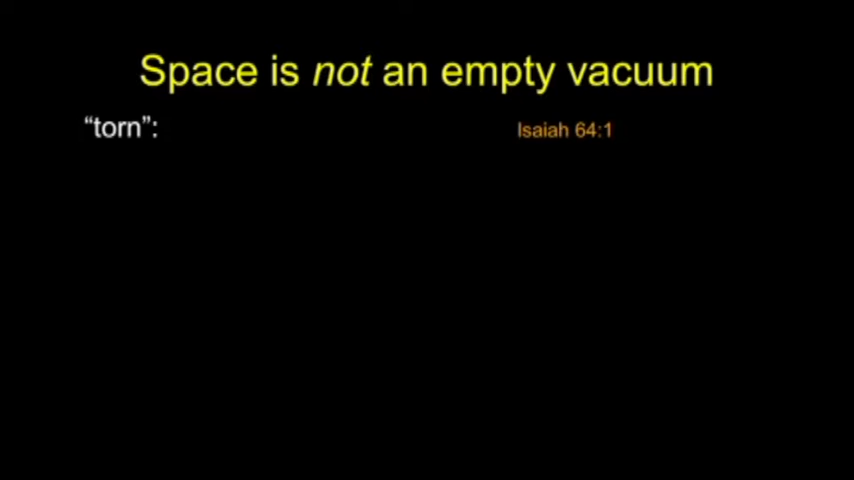 Space is not an empty vacuum
“torn”: Isaiah 64:1